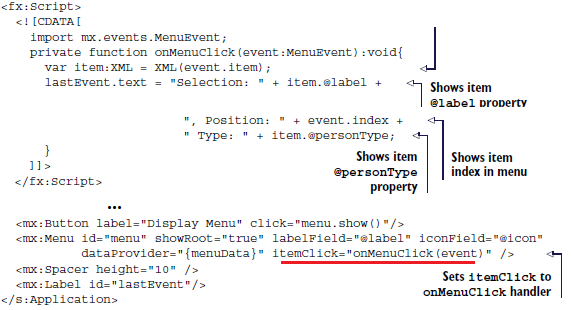 <fx:Script>
<![CDATA[
import mx.events.MenuEvent;
private function onMenuClick(event:MenuEvent):void{
var item:XML = XML(event.item);
lastEvent.text = "Selection: " + item.@label +
Shows item
@label property
", Position: " + event.index +
" Type: " + item.@personType;
Shows item
@personType
property
Shows item
index in menu
}
]]>
</fx:Script>
...
<mx:Button label="Display Menu" click="menu.show()"/>
<mx:Menu id="menu" showRoot="true" labelField="@label" iconField="@icon"
dataProvider="{menuData}" itemClick="onMenuClick(event)" />
<mx:Spacer height="10" />
<mx:Label id="lastEvent"/>
</s:Application>
Sets itemClick to
onMenuClick handler